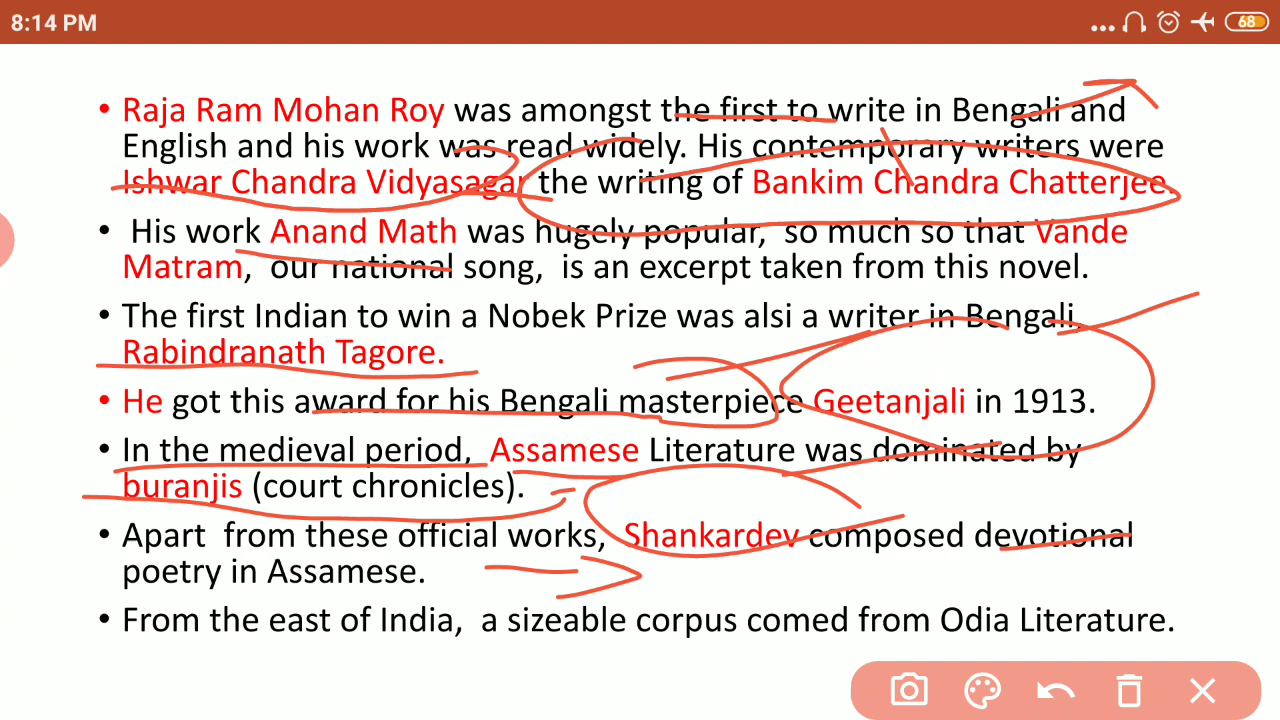 8:14 PM
68
• Raja Ram Mohan Roy was amongst the first to write in Bengali and
English and his work was read widely. His contemporary writers were
Ishwar Chandra Vidyasagar the writing of Bankim Chandra Chatterjee.
• His work Anand Math was hugely popular, so much so that Vande
Matram, our national song, is an excerpt taken from this novel.
• The first Indian to win a Nobek Prize was alsi a writer in Bengali,
Rabindranath Tagore.
• He got this award for his Bengali masterpiece Geetanjali in 1913.
• In the medieval period, Assamese Literature was dominated by
buranjis (court chronicles).
• Apart from these official works, Shankardev composed devotional
poetry in Assamese.
• From the east of India, a sizeable corpus comed from Odia Literature.